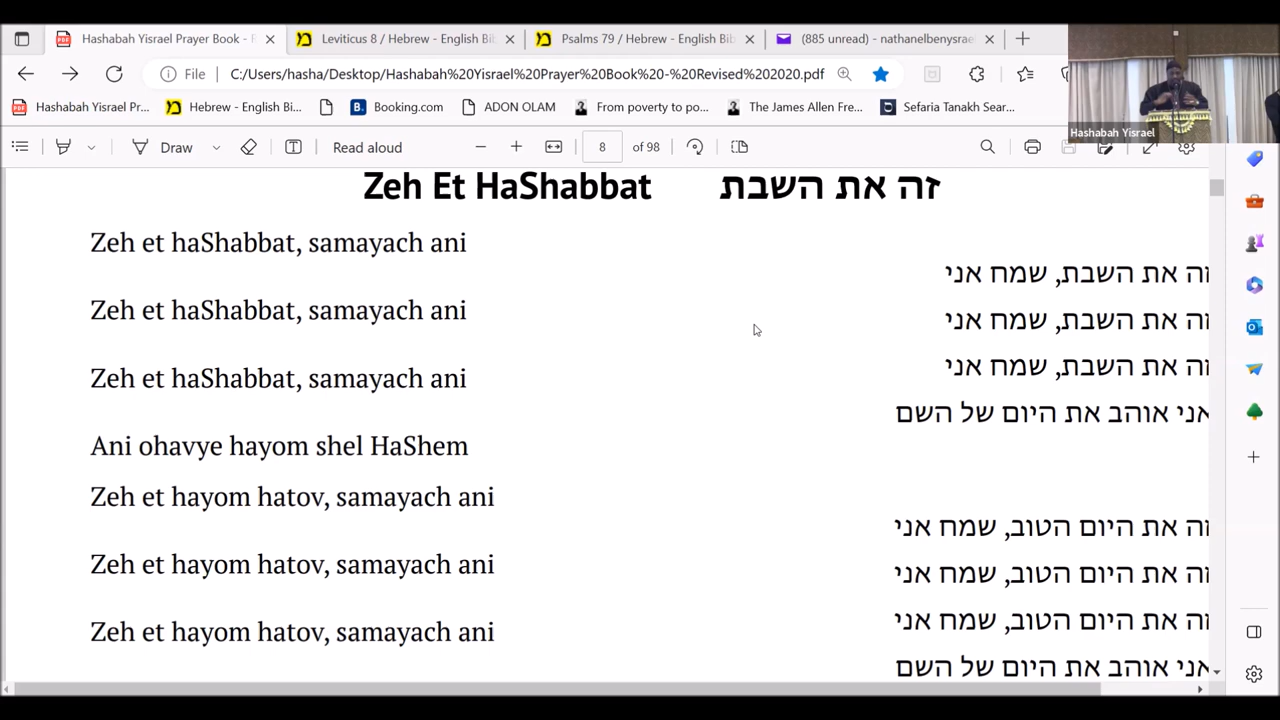 Hashabah Yisrael Prayer Book - R
Leviticus 8 / Hebrew - English Bib
Psalms 79 / Hebrew - English Bib
(885 unread) - nathanelbenysrae
File
C:/Users/hasha/Desktop/Hashabah%20Yisrael%20Prayer%20Book%20-%20Revised%202020.pdf
Hashabah Yisrael Pr...
Hebrew - English Bi...
Booking.com
ADON OLAM
From poverty to po...
The James Allen Fre...
Sefaria Tanakh Sear...
Hashabah Yisrael
Draw
Read aloud
8 of 98
Zeh Et HaShabbat זה את השבת
Zeh et haShabbat, samayach ani
זה את השבת, שמח אני
Zeh et haShabbat, samayach ani
זה את השבת, שמח אני
Zeh et haShabbat, samayach ani
זה את השבת, שמח אני
Ani ohavye hayom shel HaShem
אני אוהב את היום של השם
Zeh et hayom hatov, samayach ani
זה את היום הטוב, שמח אני
Zeh et hayom hatov, samayach ani
זה את היום הטוב, שמח אני
Zeh et hayom hatov, samayach ani
זה את היום הטוב, שמח אני
אני אוהב את היום של השם